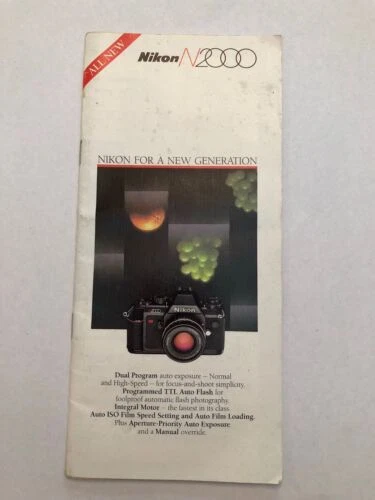 ALL NEW
Nikon N2000
NIKON FOR A NEW GENERATION
Nikon
Dual Program auto exposure – Normal
and High-Speed – for focus-and-shoot simplicity.
Programmed TTL Auto Flash for
foolproof automatic flash photography.
Integral Motor – the fastest in its class.
Auto ISO Film Speed Setting and Auto Film Loading.
Plus Aperture-Priority Auto Exposure
and a Manual override.